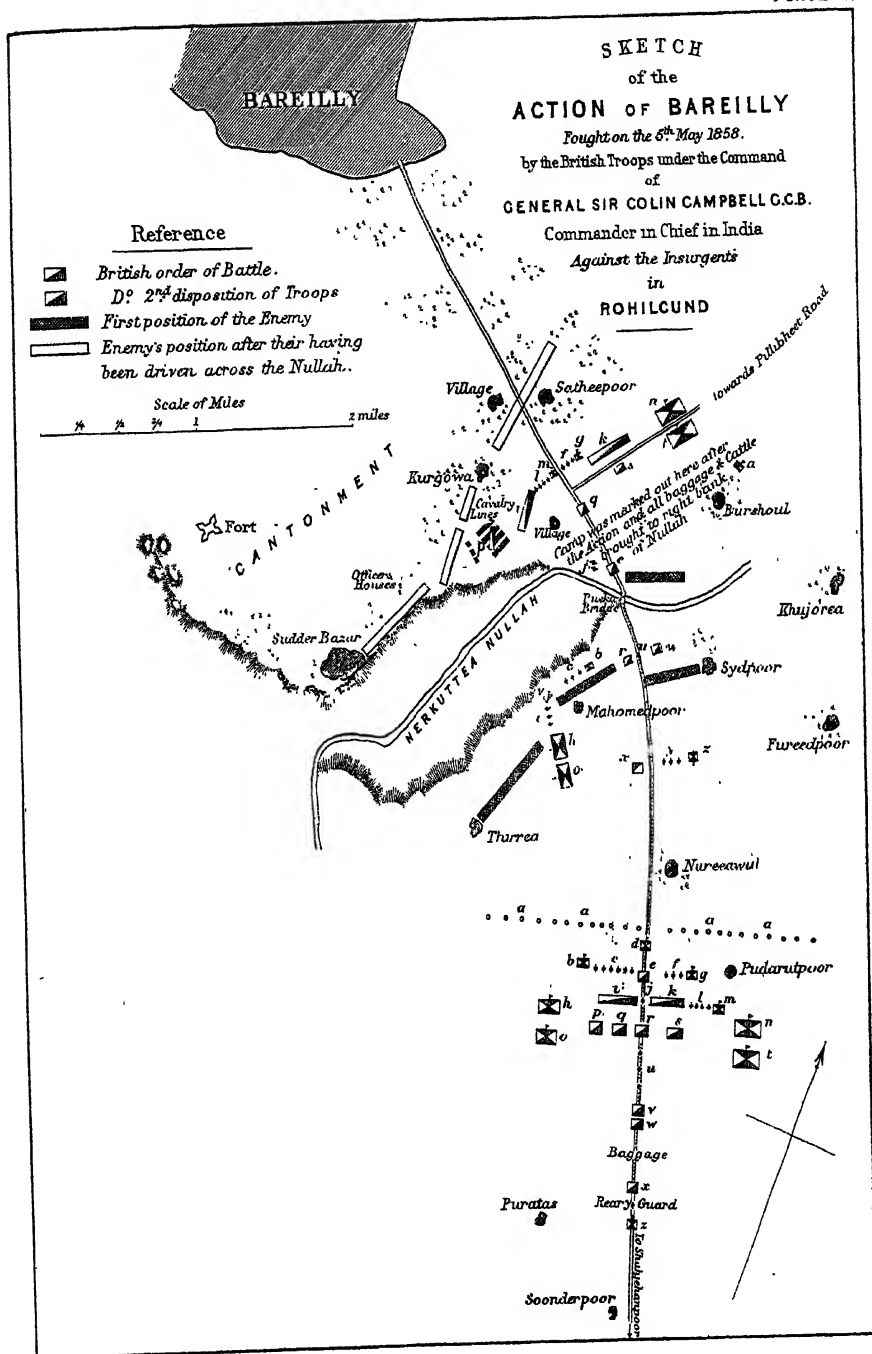 SKETCH
of the
ACTION OF BAREILLY
Fought on the 5th May 1858.
by the British Troops under the Command
of
GENERAL SIR COLIN CAMPBELL G.C.B.
Commander in Chief in India
Against the Insurgents
in
ROHILCUND
BAREILLY
Reference
British order of Battle.
Do. 2nd disposition of Troops
First position of the Enemy
Enemy's position after their having
been driven across the Nullah..
Scale of Miles
1/4 1/2 3/4 1 2 miles
towards Pillibheet Road
Village
Satheepoor
n
g
k
f
m
l
s
Kurgowa
Cavalry
Lines
p
i
q
Village
Camp was marked out here after
the Action and all baggage & Cattle
brought to right bank
of Nullah
a
Burshoul
CANTONMENT
Fort
Officers
Houses
Bridge
Khujorea
Sudder Bazar
NERKUTTEA NULLAH
c b r u w
Sydpoor
v y
Mahomedpoor
Fureedpoor
h
o
x y z
Thirrea
Nureeawul
a a a a
d
b c e f g
Pudarutpoor
h i j k l m n
o p. q r s t
u
v
w
Baggage
x
Puratas
Reary Guard
z
To Shahjehanpoor
Soonderpoor